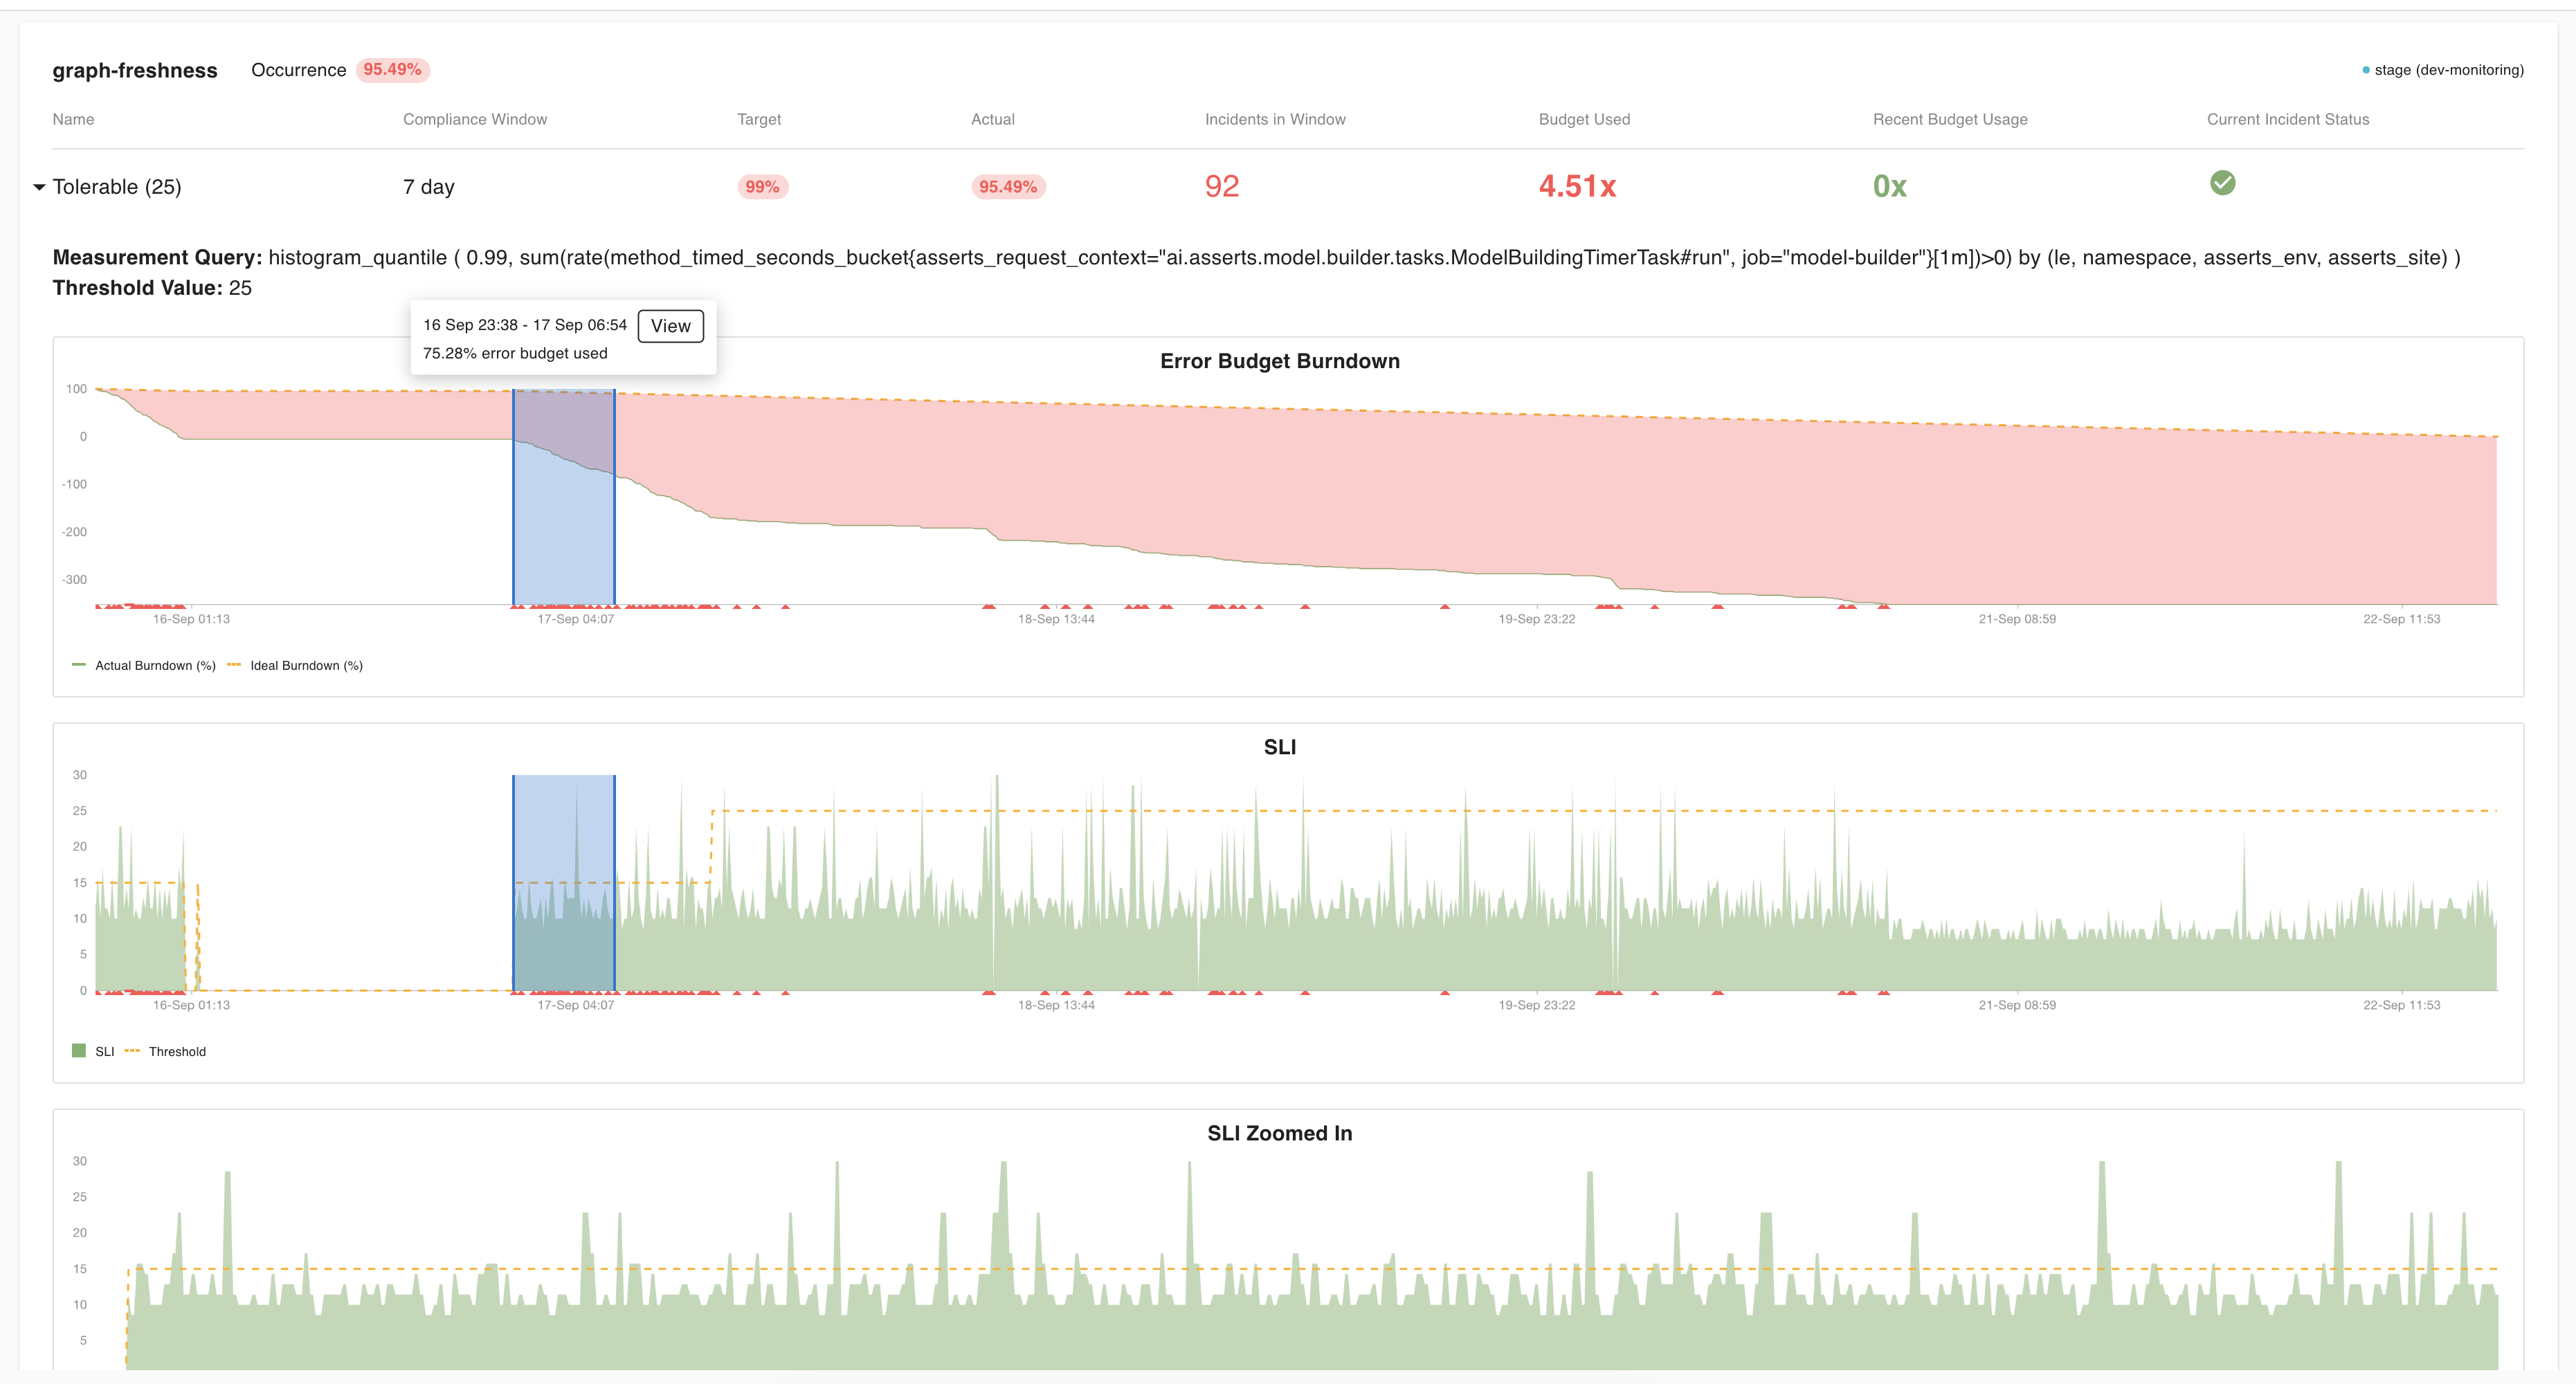 graph-freshness Occurrence 95.49% stage (dev-monitoring)
Name Compliance Window Target Actual Incidents in Window Budget Used Recent Budget Usage Current Incident Status
Tolerable (25) 7 day 99% 95.49% 92 4.51x 0x
Measurement Query: histogram_quantile ( 0.99, sum(rate(method_timed_seconds_bucket{asserts_request_context="ai.asserts.model.builder.tasks.ModelBuildingTimerTask#run", job="model-builder"}[1m])>0) by (le, namespace, asserts_env, asserts_site) )
Threshold Value: 25
16 Sep 23:38 - 17 Sep 06:54 View
75.28% error budget used
Error Budget Burndown
100
0
-100
-200
-300
16-Sep 01:13 17-Sep 04:07 18-Sep 13:44 19-Sep 23:22 21-Sep 08:59 22-Sep 11:53
Actual Burndown (%) Ideal Burndown (%)
SLI
30
25
20
15
10
5
0
16-Sep 01:13 17-Sep 04:07 18-Sep 13:44 19-Sep 23:22 21-Sep 08:59 22-Sep 11:53
SLI Threshold
SLI Zoomed In
30
25
20
15
10
5